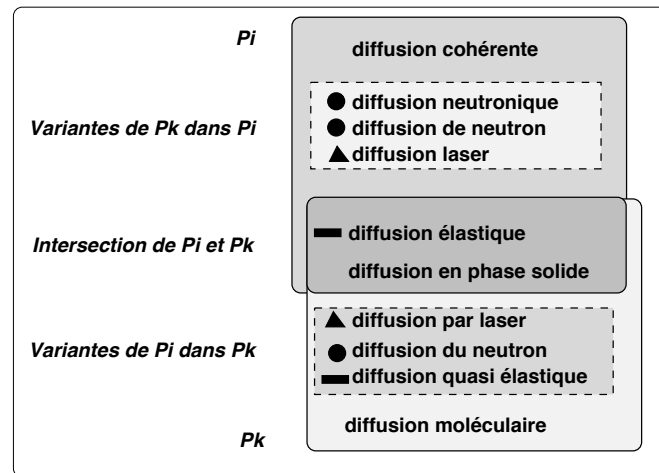 Pi
diffusion cohérente
Variantes de Pk dans Pi
diffusion neutronique
diffusion de neutron
diffusion laser
Intersection de Pi et Pk
diffusion élastique
diffusion en phase solide
Variantes de Pi dans Pk
diffusion par laser
diffusion du neutron
diffusion quasi élastique
Pk
diffusion moléculaire